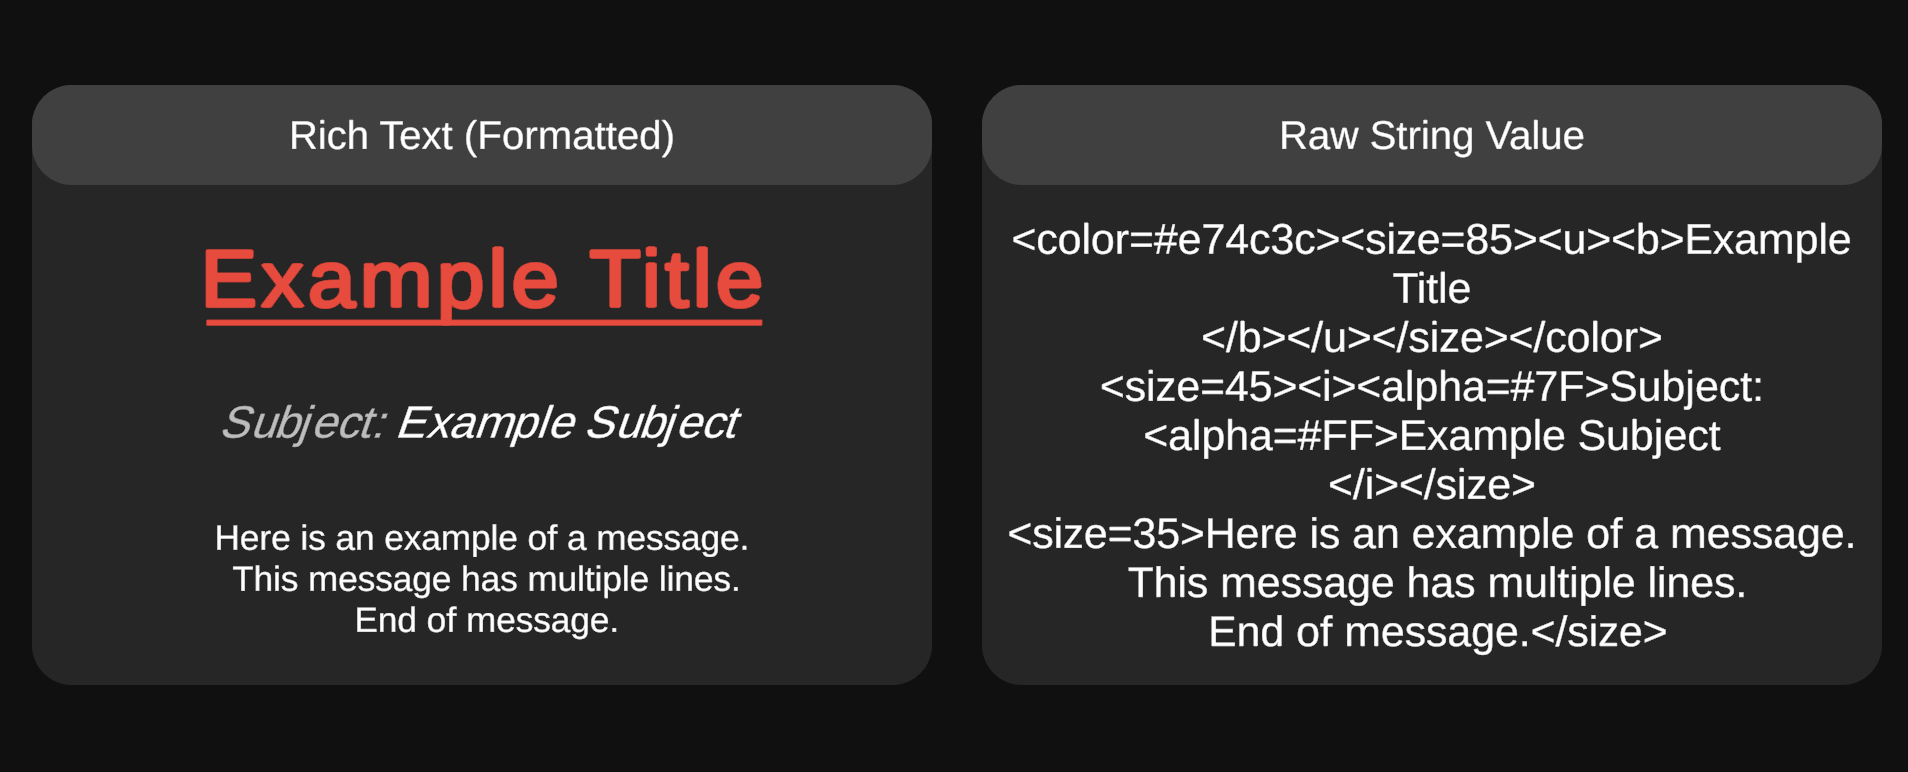 Rich Text (Formatted)
Example Title
Subject: Example Subject
Here is an example of a message.
This message has multiple lines.
End of message.
Raw String Value
<color=#e74c3c><size=85><u><b>Example
Title
</b></u></size></color>
<size=45><i><alpha=#7F>Subject:
<alpha=#FF>Example Subject
</i></size>
<size=35>Here is an example of a message.
This message has multiple lines.
End of message.</size>